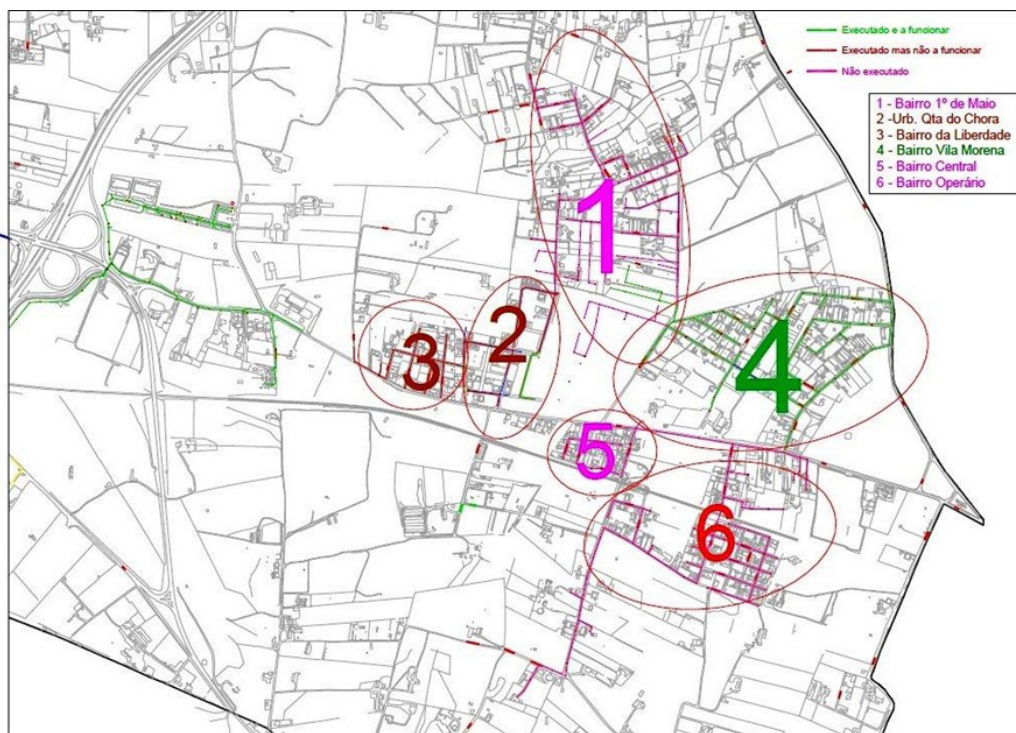 Executado e a funcionar
Executado mas não a funcionar
Não executado
1 - Bairro 1º de Maio
2 -Urb. Qta do Chora
3 - Bairro da Liberdade
4 - Bairro Vila Morena
5 - Bairro Central
6 - Bairro Operário
1
2
3
4
5
6